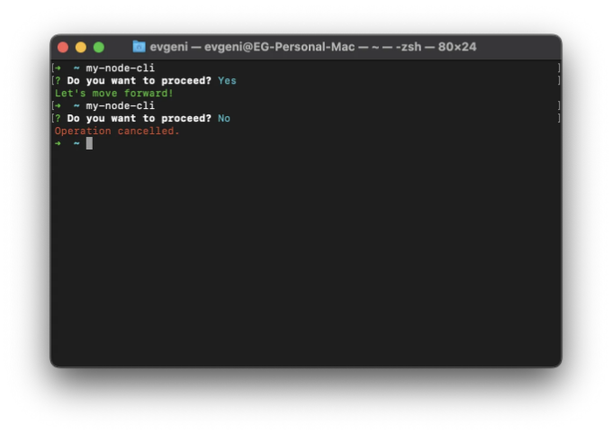 evgeni — evgeni@EG-Personal-Mac — ~ — -zsh — 80×24
[➜ ~ my-node-cli ]
[? Do you want to proceed? Yes ]
Let's move forward!
[➜ ~ my-node-cli ]
[? Do you want to proceed? No ]
Operation cancelled.
➜ ~